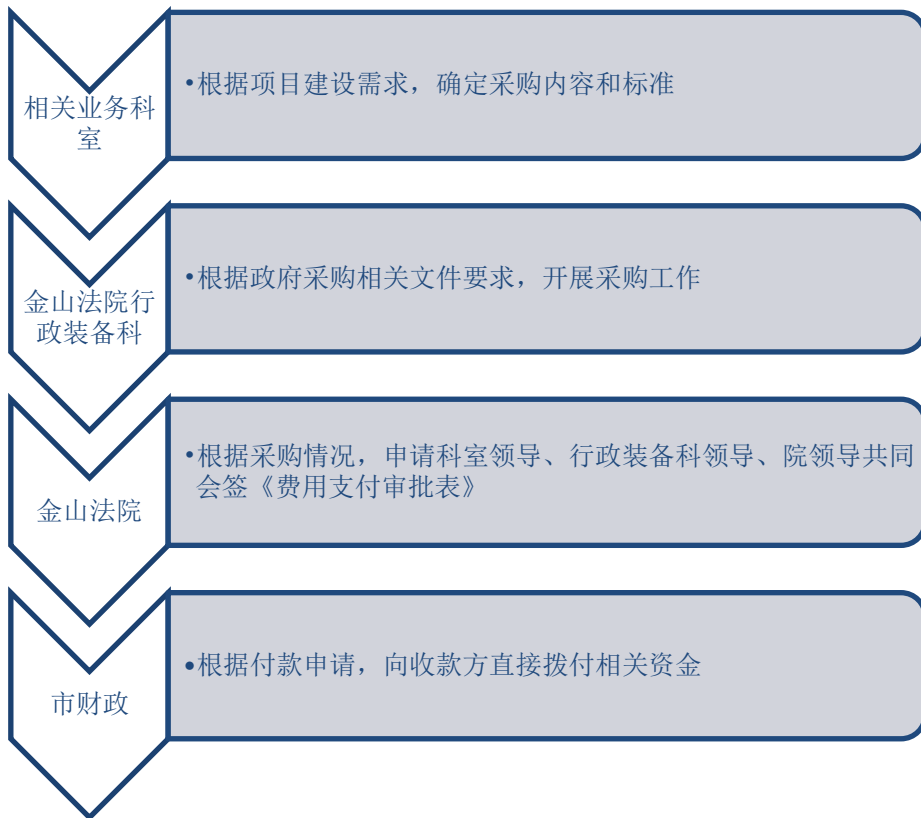 相关业务科
室
•根据项目建设需求，确定采购内容和标准
金山法院行
政装备科
•根据政府采购相关文件要求，开展采购工作
金山法院
•根据采购情况，申请科室领导、行政装备科领导、院领导共同
会签《费用支付审批表》
市财政
•根据付款申请，向收款方直接拨付相关资金